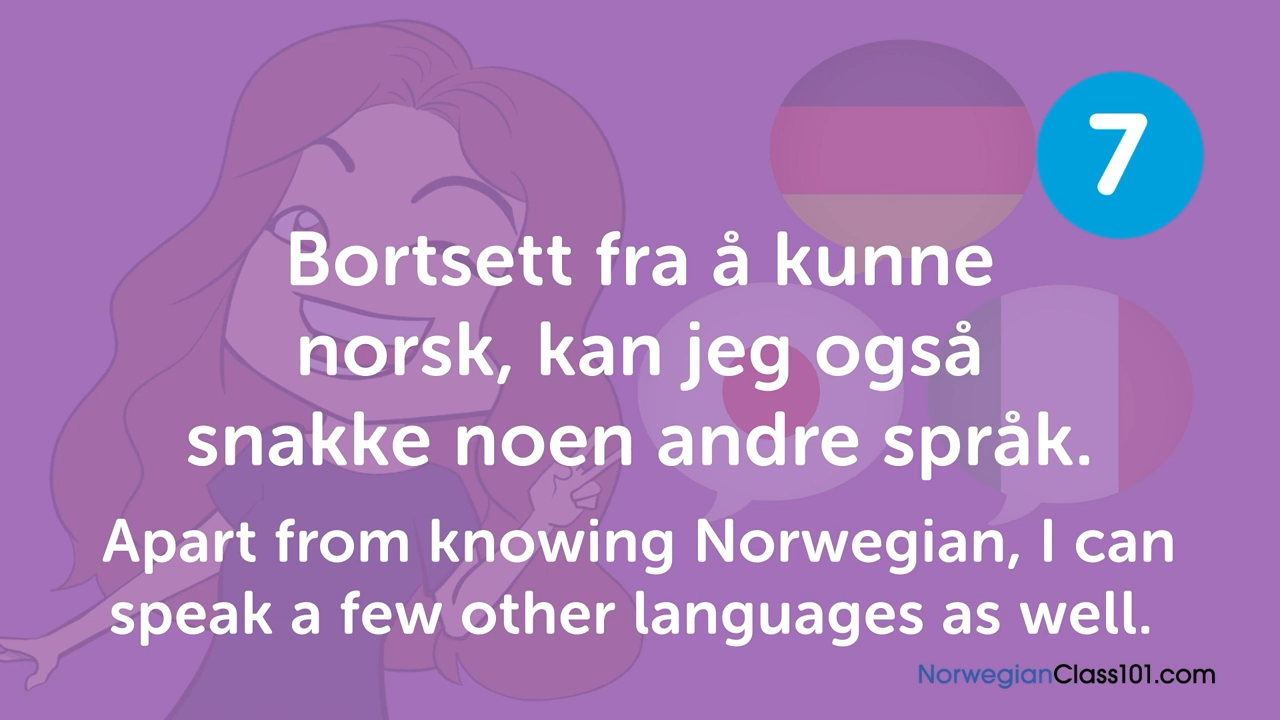 7
Bortsett fra å kunne
norsk, kan jeg også
snakke noen andre språk.
Apart from knowing Norwegian, I can
speak a few other languages as well.
NorwegianClass101.com